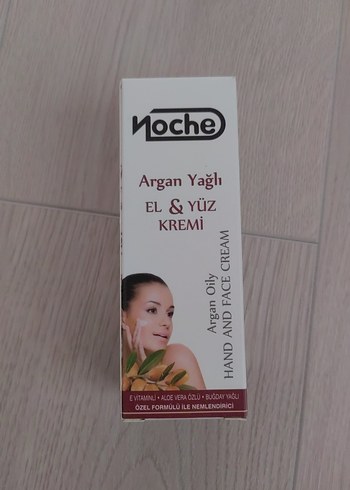 Noche
Argan Yağlı
EL & YÜZ
KREMİ
Argan Oily
HAND AND FACE CREAM
E VİTAMİNLİ • ALOE VERA ÖZLÜ • BUĞDAY YAĞLI
ÖZEL FORMÜLÜ İLE NEMLENDİRİCİ